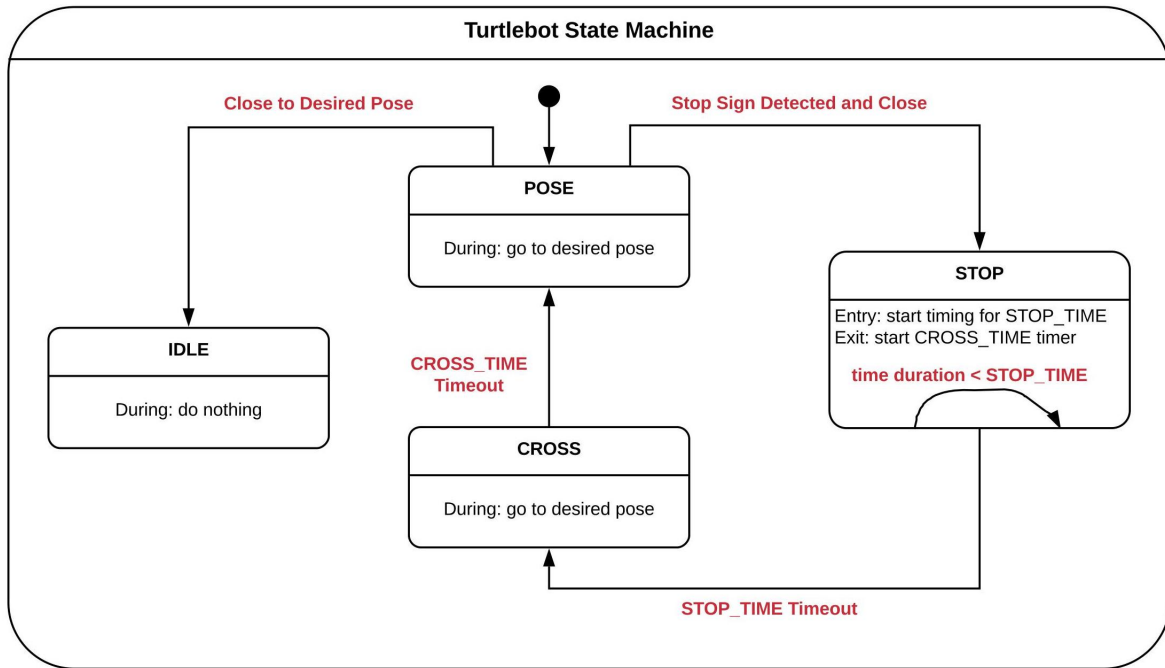 Turtlebot State Machine
Close to Desired Pose
Stop Sign Detected and Close
POSE
During: go to desired pose
STOP
Entry: start timing for STOP_TIME
Exit: start CROSS_TIME timer
time duration < STOP_TIME
IDLE
During: do nothing
CROSS_TIME
Timeout
CROSS
During: go to desired pose
STOP_TIME Timeout